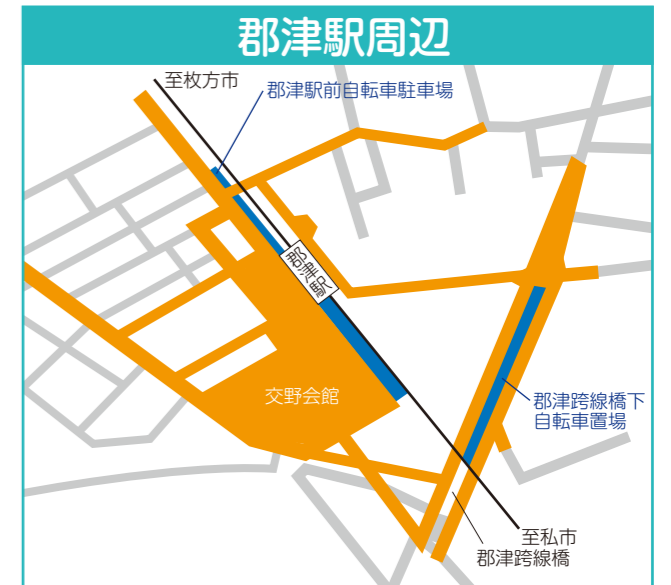 郡津駅周辺
至枚方市
郡津駅前自転車駐車場
郡津駅
交野会館
郡津跨線橋下
自転車置場
至私市
郡津跨線橋